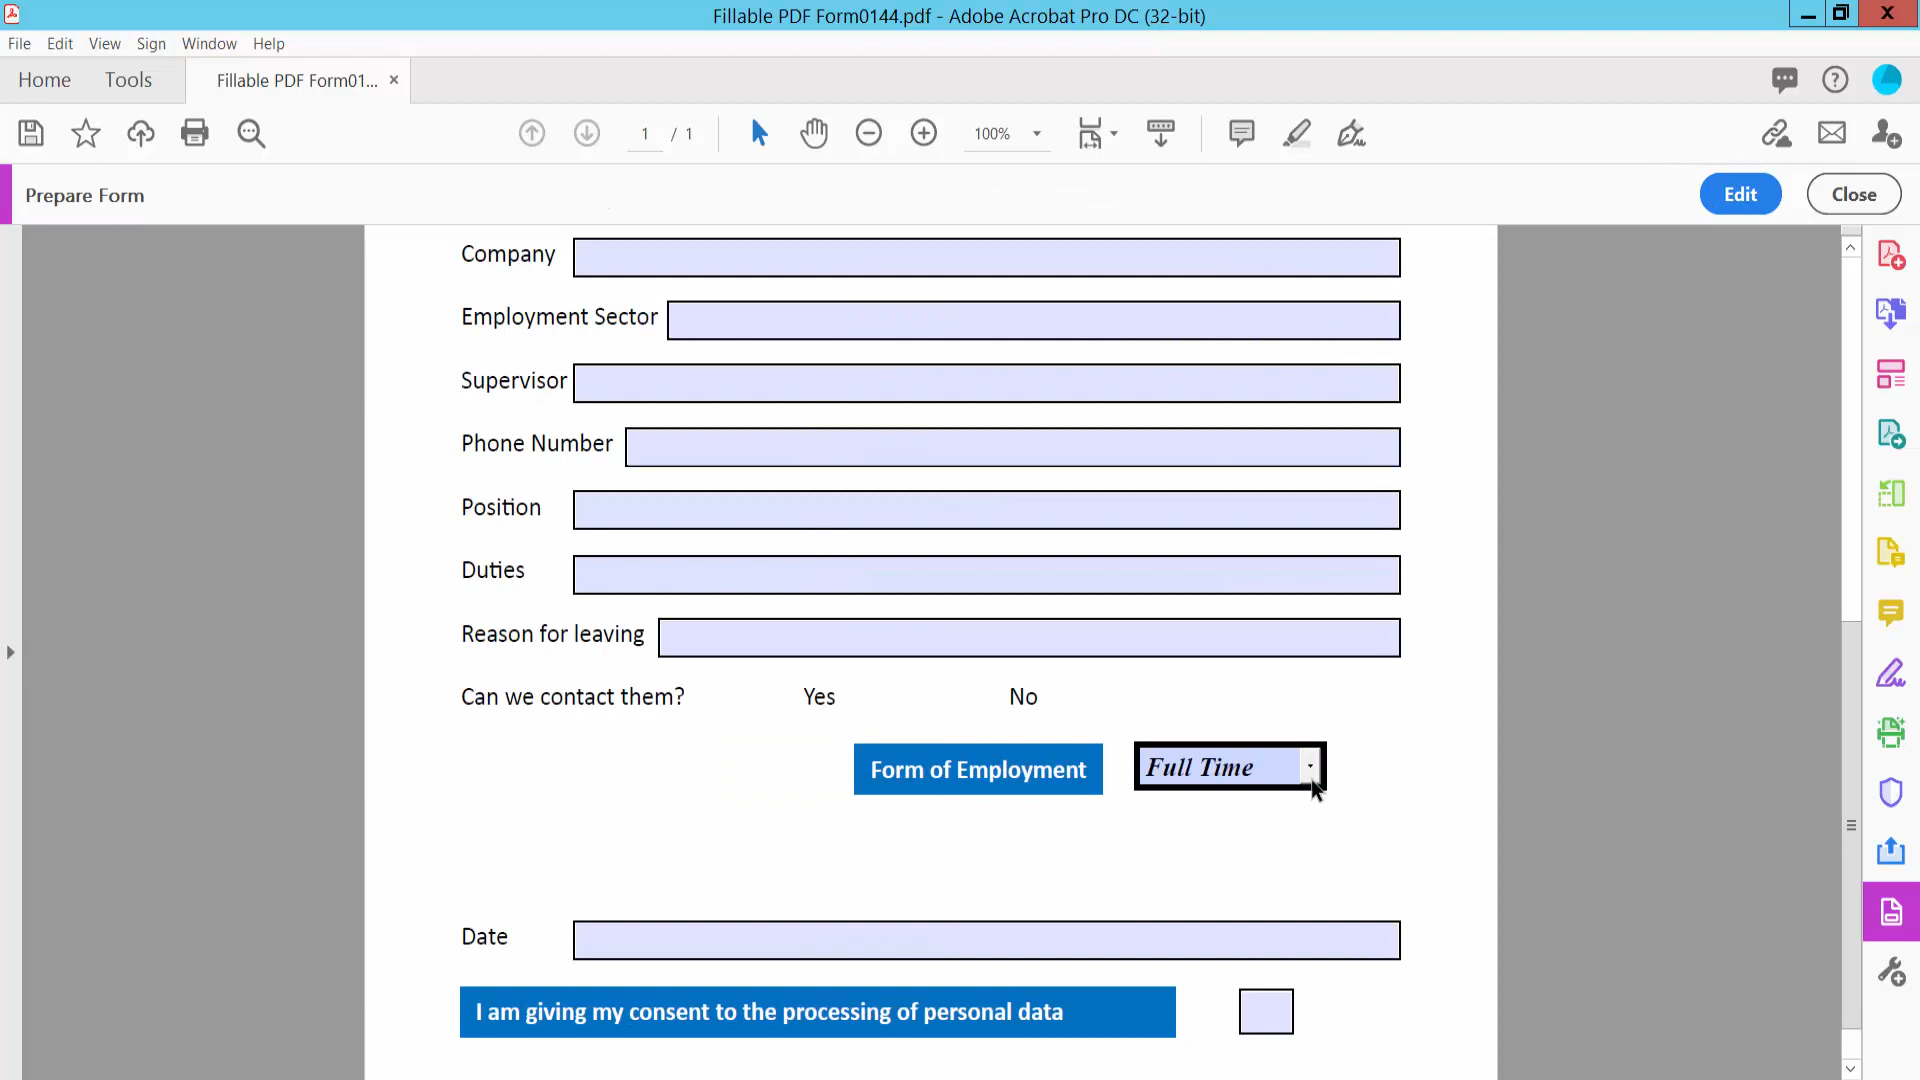 Fillable PDF Form0144.pdf - Adobe Acrobat Pro DC (32-bit)
File Edit View Sign Window Help
Home Tools Fillable PDF Form01... ×
1 / 1 100%
Prepare Form Edit Close
Company
Employment Sector
Supervisor
Phone Number
Position
Duties
Reason for leaving
Can we contact them? Yes No
Form of Employment Full Time
Date
I am giving my consent to the processing of personal data